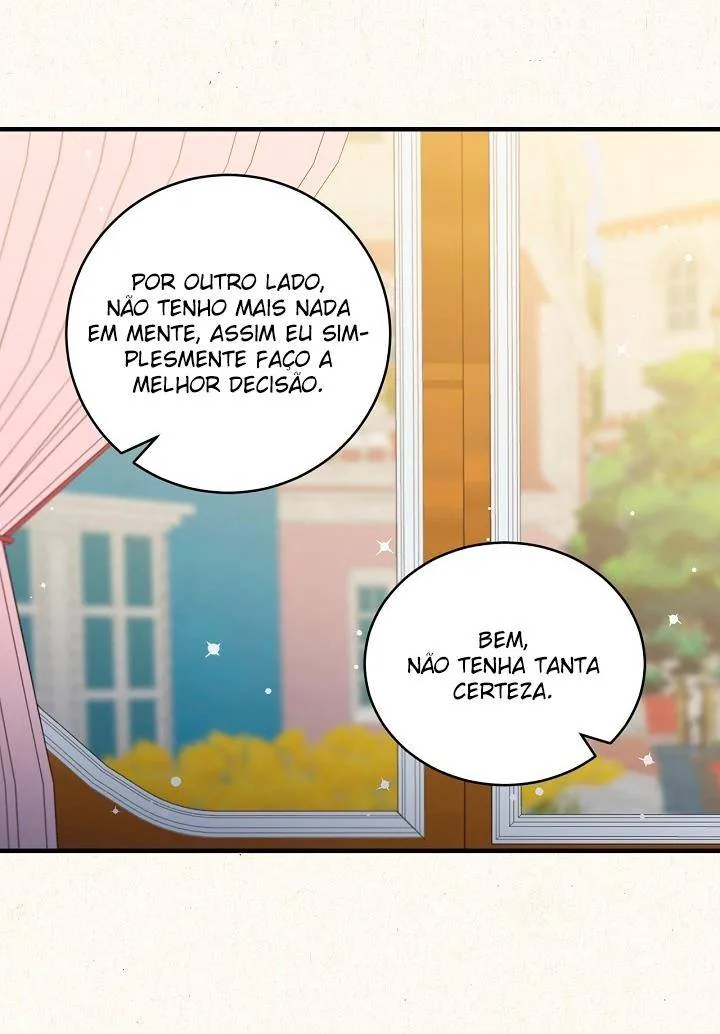 POR OUTRO LADO,
NÃO TENHO MAIS NADA
EM MENTE, ASSIM EU SIM-
PLESMENTE FAÇO A
MELHOR DECISÃO.
BEM,
NÃO TENHA TANTA
CERTEZA.